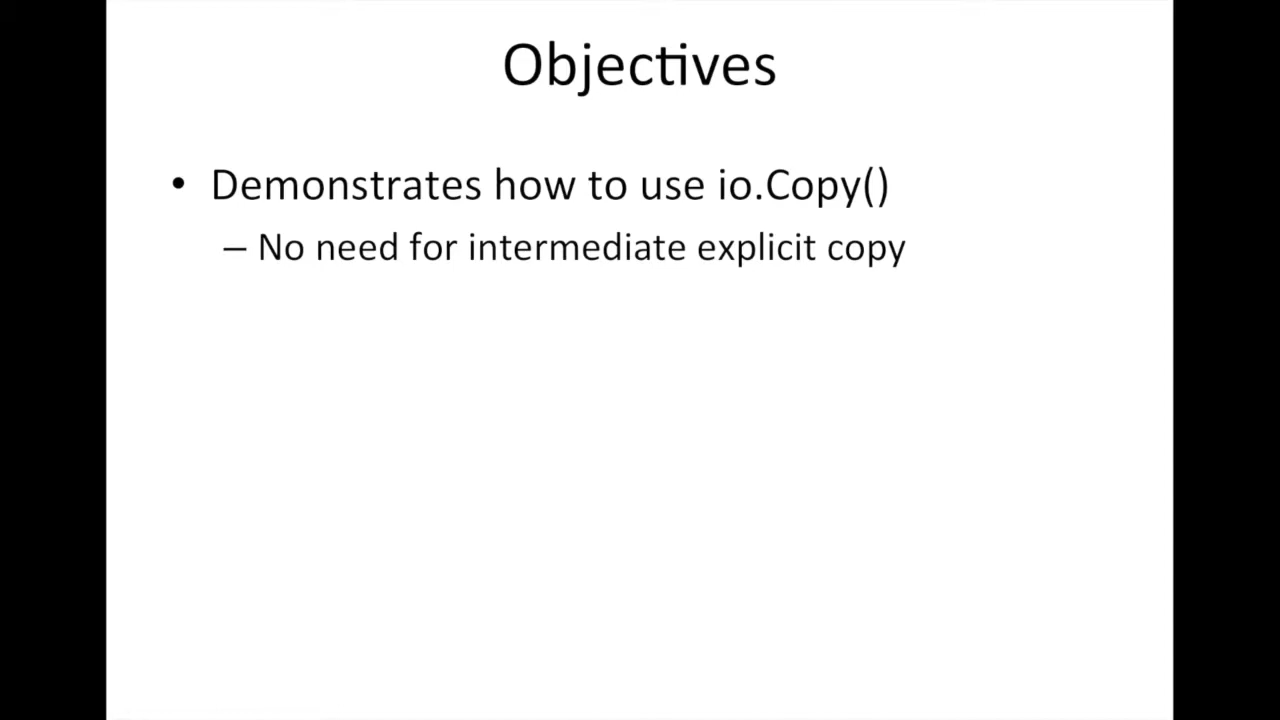 Objectives
• Demonstrates how to use io.Copy()
– No need for intermediate explicit copy